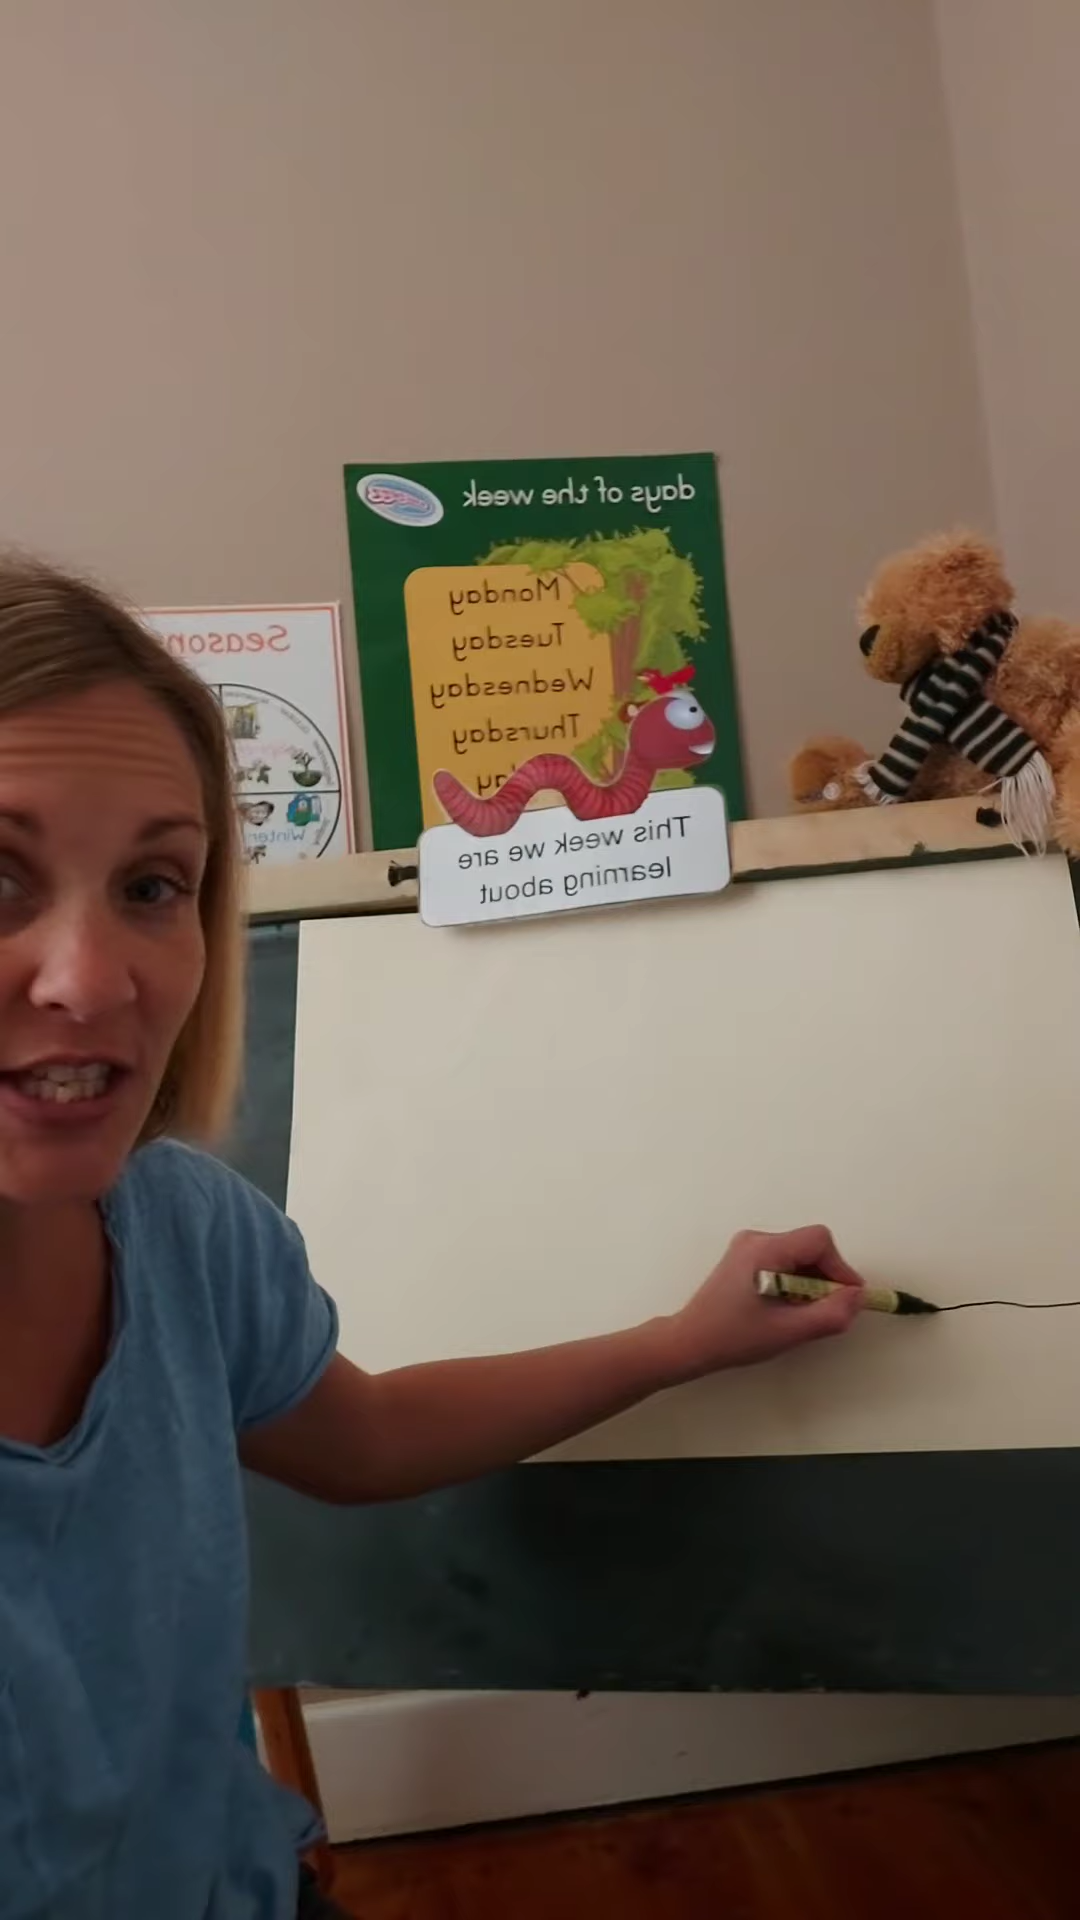 days of the week
Monday
Tuesday
Wednesday
Thursday
Seasons
Winter
This week we are
learning about